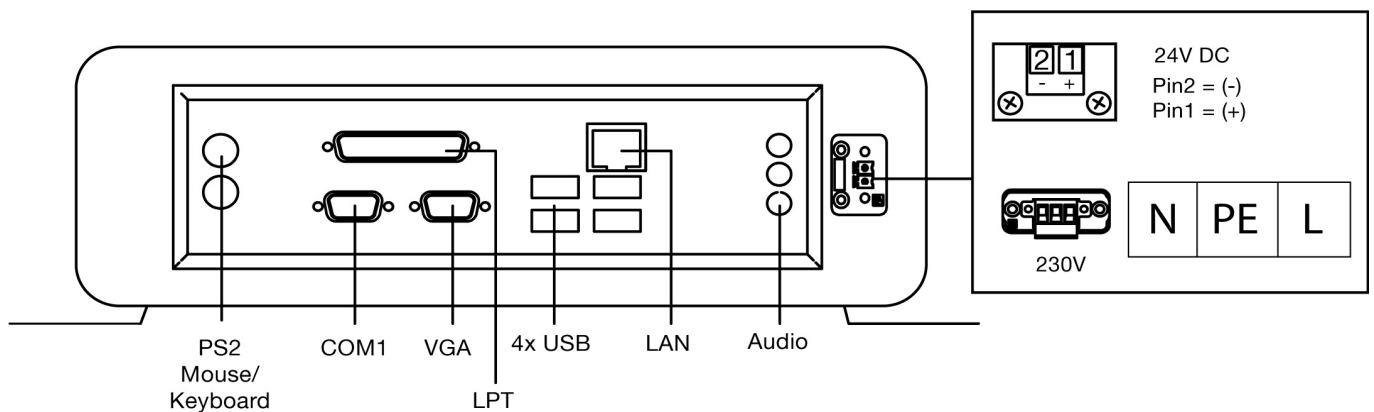 2 1
- +
24V DC
Pin2 = (-)
Pin1 = (+)
230V
N PE L
PS2
Mouse/
Keyboard
COM1
VGA
LPT
4x USB
LAN
Audio